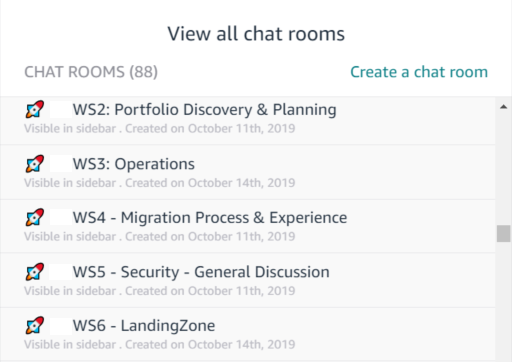 View all chat rooms
CHAT ROOMS (88)
Create a chat room
WS2: Portfolio Discovery & Planning
Visible in sidebar . Created on October 11th, 2019
WS3: Operations
Visible in sidebar . Created on October 14th, 2019
WS4 - Migration Process & Experience
Visible in sidebar . Created on October 11th, 2019
WS5 - Security - General Discussion
Visible in sidebar . Created on October 11th, 2019
WS6 - LandingZone
Visible in sidebar . Created on October 14th, 2019